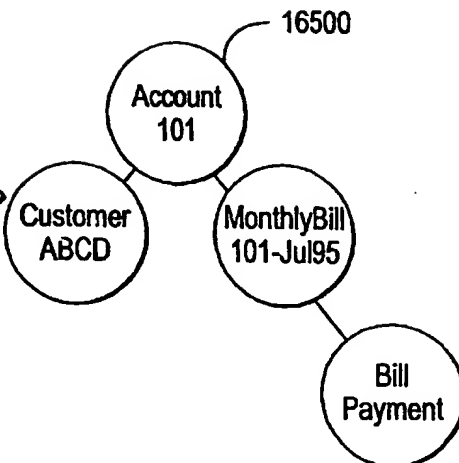 16500
Account
101
Customer
ABCD
MonthlyBill
101-Jul95
Bill
Payment